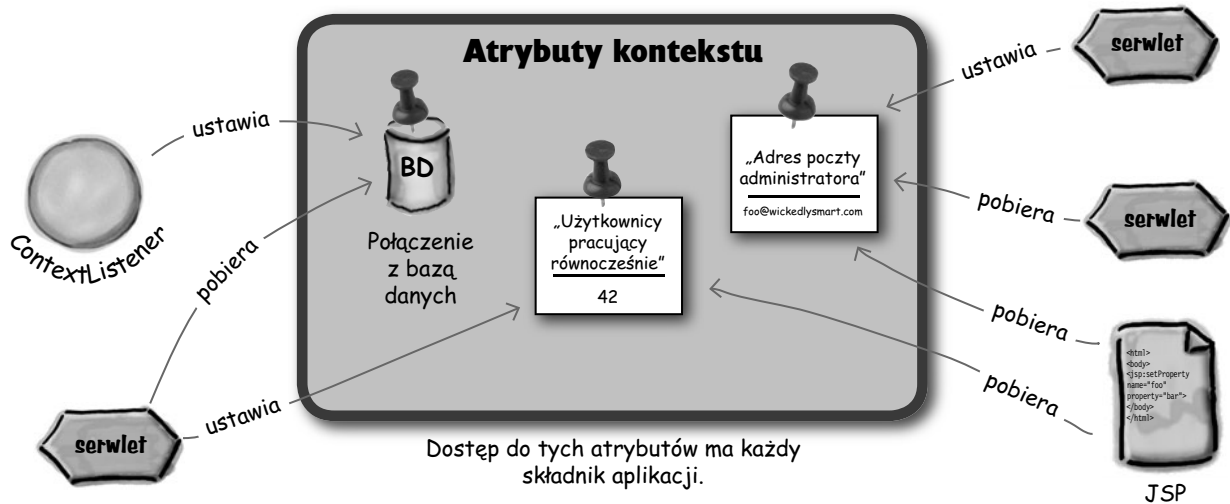 Atrybuty kontekstu
serwlet
ustawia
ustawia
BD
„Adres poczty
administratora”
foo@wickedlysmart.com
ContextListener
Połączenie
z bazą
danych
„Użytkownicy
pracujący
równocześnie”
42
pobiera
serwlet
pobiera
pobiera
pobiera
<html>
<body>
<jsp:setProperty
name="foo"
property="bar">
</body>
</html>
JSP
serwlet
ustawia
Dostęp do tych atrybutów ma każdy
składnik aplikacji.